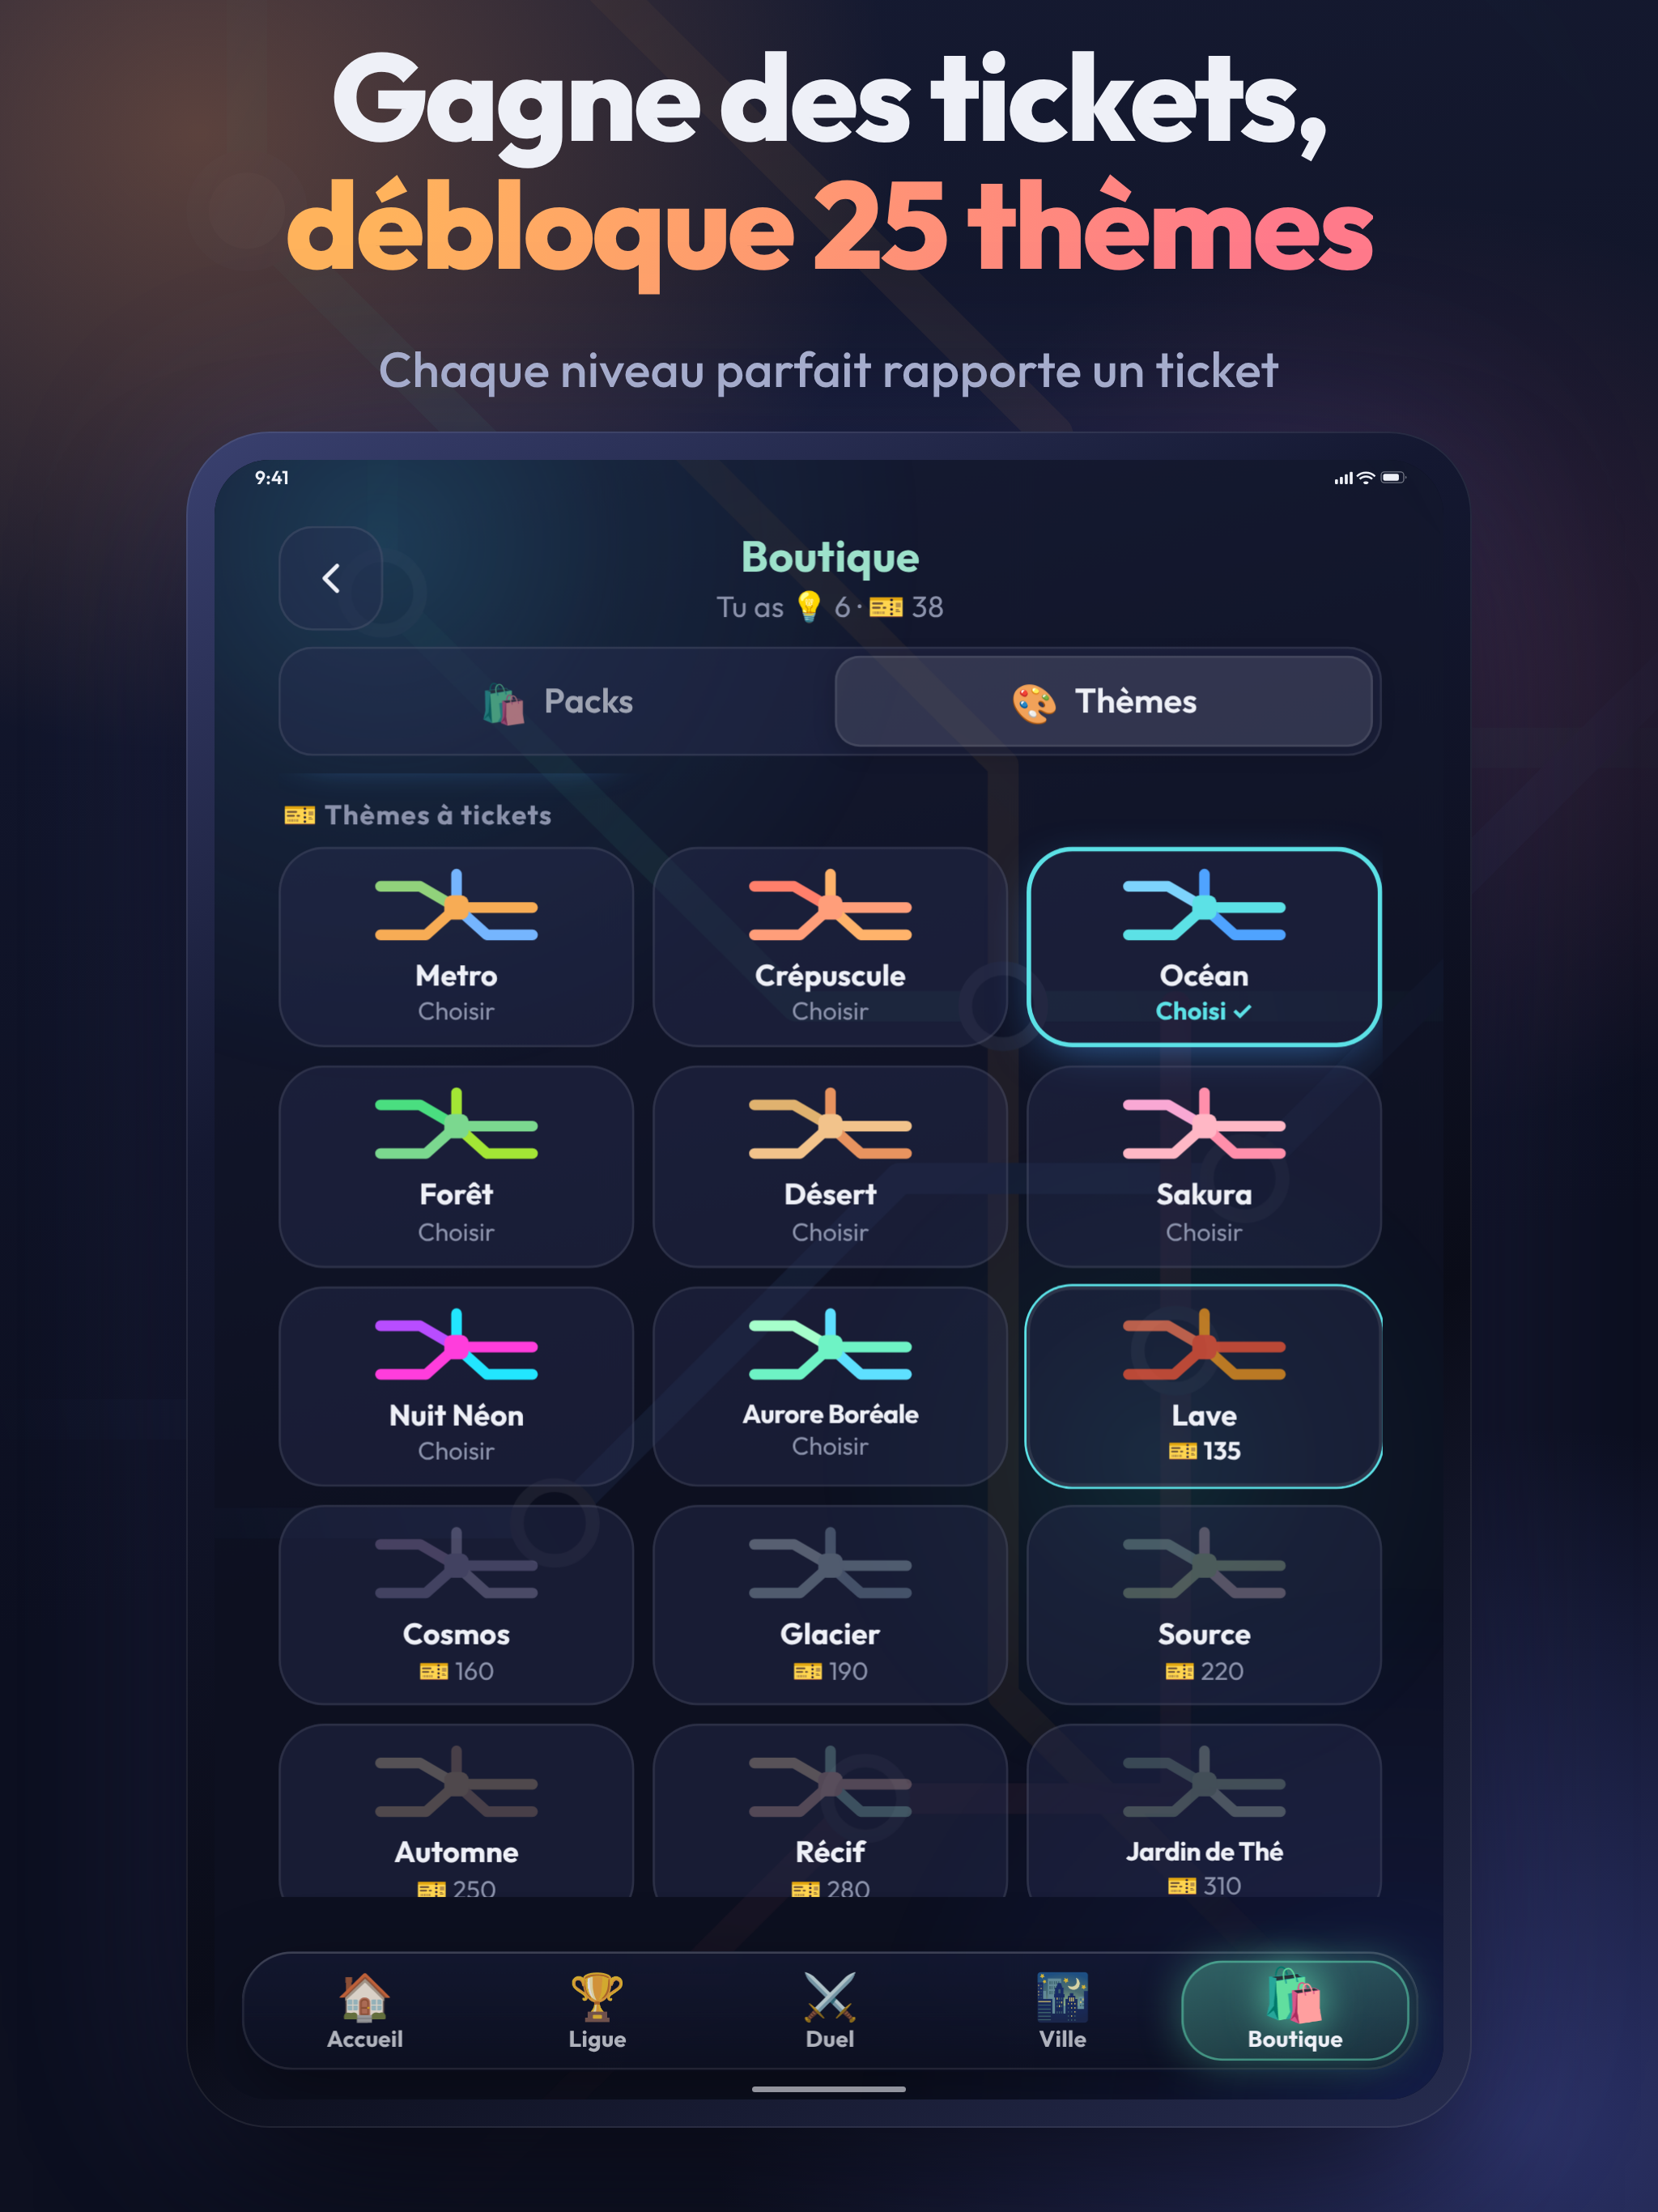 Gagne des tickets,
débloque 25 thèmes
Chaque niveau parfait rapporte un ticket
9:41
Boutique
Tu as 💡 6 · 🎫 38
🛍️ Packs
🎨 Thèmes
🎫 Thèmes à tickets
Metro
Choisir
Crépuscule
Choisir
Océan
Choisi ✓
Forêt
Choisir
Désert
Choisir
Sakura
Choisir
Nuit Néon
Choisir
Aurore Boréale
Choisir
Lave
🎫 135
Cosmos
🎫 160
Glacier
🎫 190
Source
🎫 220
Automne
🎫 250
Récif
🎫 280
Jardin de Thé
🎫 310
Accueil
Ligue
Duel
Ville
Boutique